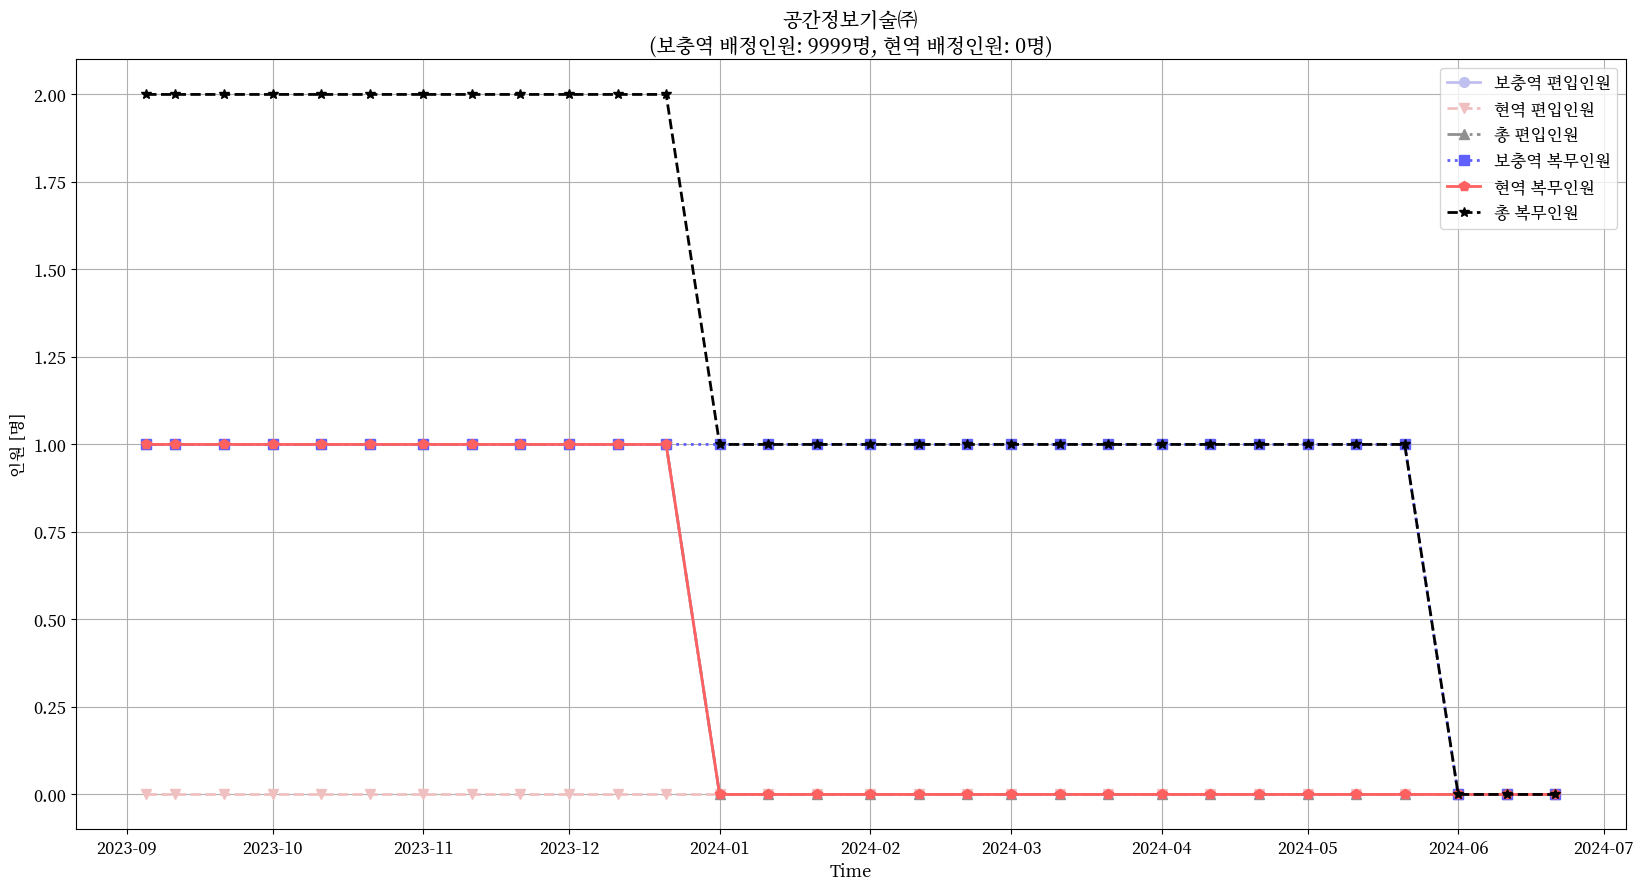 공간정보기술㈜
(보충역 배정인원: 9999명, 현역 배정인원: 0명)
보충역 편입인원
현역 편입인원
총 편입인원
보충역 복무인원
현역 복무인원
총 복무인원
인원 [명]
2.00
1.75
1.50
1.25
1.00
0.75
0.50
0.25
0.00
2023-09
2023-10
2023-11
2023-12
2024-01
2024-02
2024-03
2024-04
2024-05
2024-06
2024-07
Time